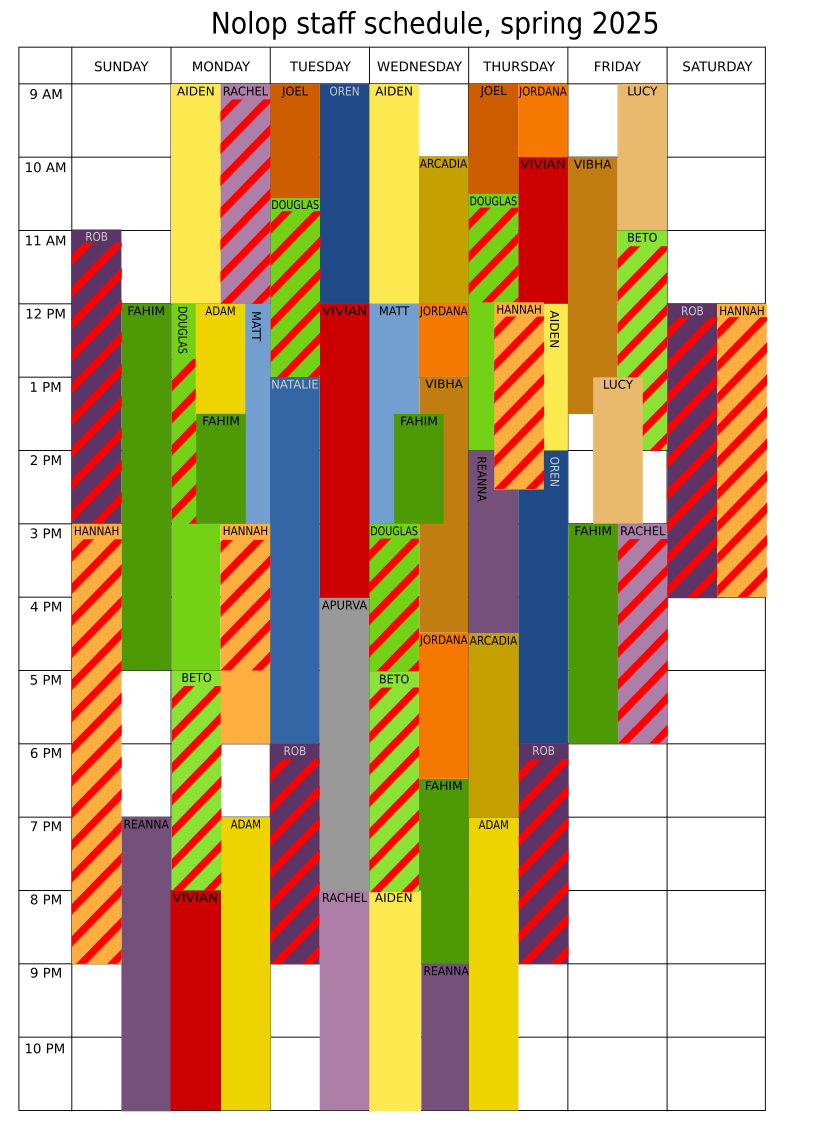 Nolop staff schedule, spring 2025
SUNDAY MONDAY TUESDAY WEDNESDAY THURSDAY FRIDAY SATURDAY
9 AM AIDEN RACHEL JOEL OREN AIDEN JOEL JORDANA LUCY
10 AM ARCADIA VIVIAN VIBHA
DOUGLAS DOUGLAS
11 AM ROB BETO
12 PM FAHIM DOUGLAS ADAM MATT VIVIAN MATT JORDANA HANNAH AIDEN ROB HANNAH
1 PM NATALIE VIBHA LUCY
FAHIM FAHIM
2 PM REANNA OREN
3 PM HANNAH HANNAH DOUGLAS FAHIM RACHEL
4 PM APURVA
JORDANA ARCADIA
5 PM BETO BETO
6 PM ROB ROB
FAHIM
7 PM REANNA ADAM ADAM
8 PM VIVIAN RACHEL AIDEN
9 PM REANNA
10 PM